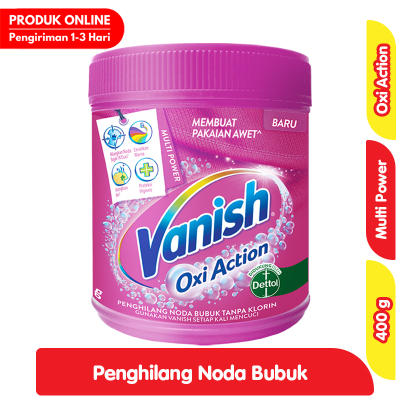 PRODUK ONLINE
Pengiriman 1-3 Hari
Oxi Action
Multi Power
400 g
MEMBUAT
PAKAIAN AWET^
BARU
MULTI POWER
Vanish
Oxi Action
Dettol
PENGHILANG NODA BUBUK TANPA KLORIN
GUNAKAN VANISH SETIAP KALI MENCUCI
Penghilang Noda Bubuk